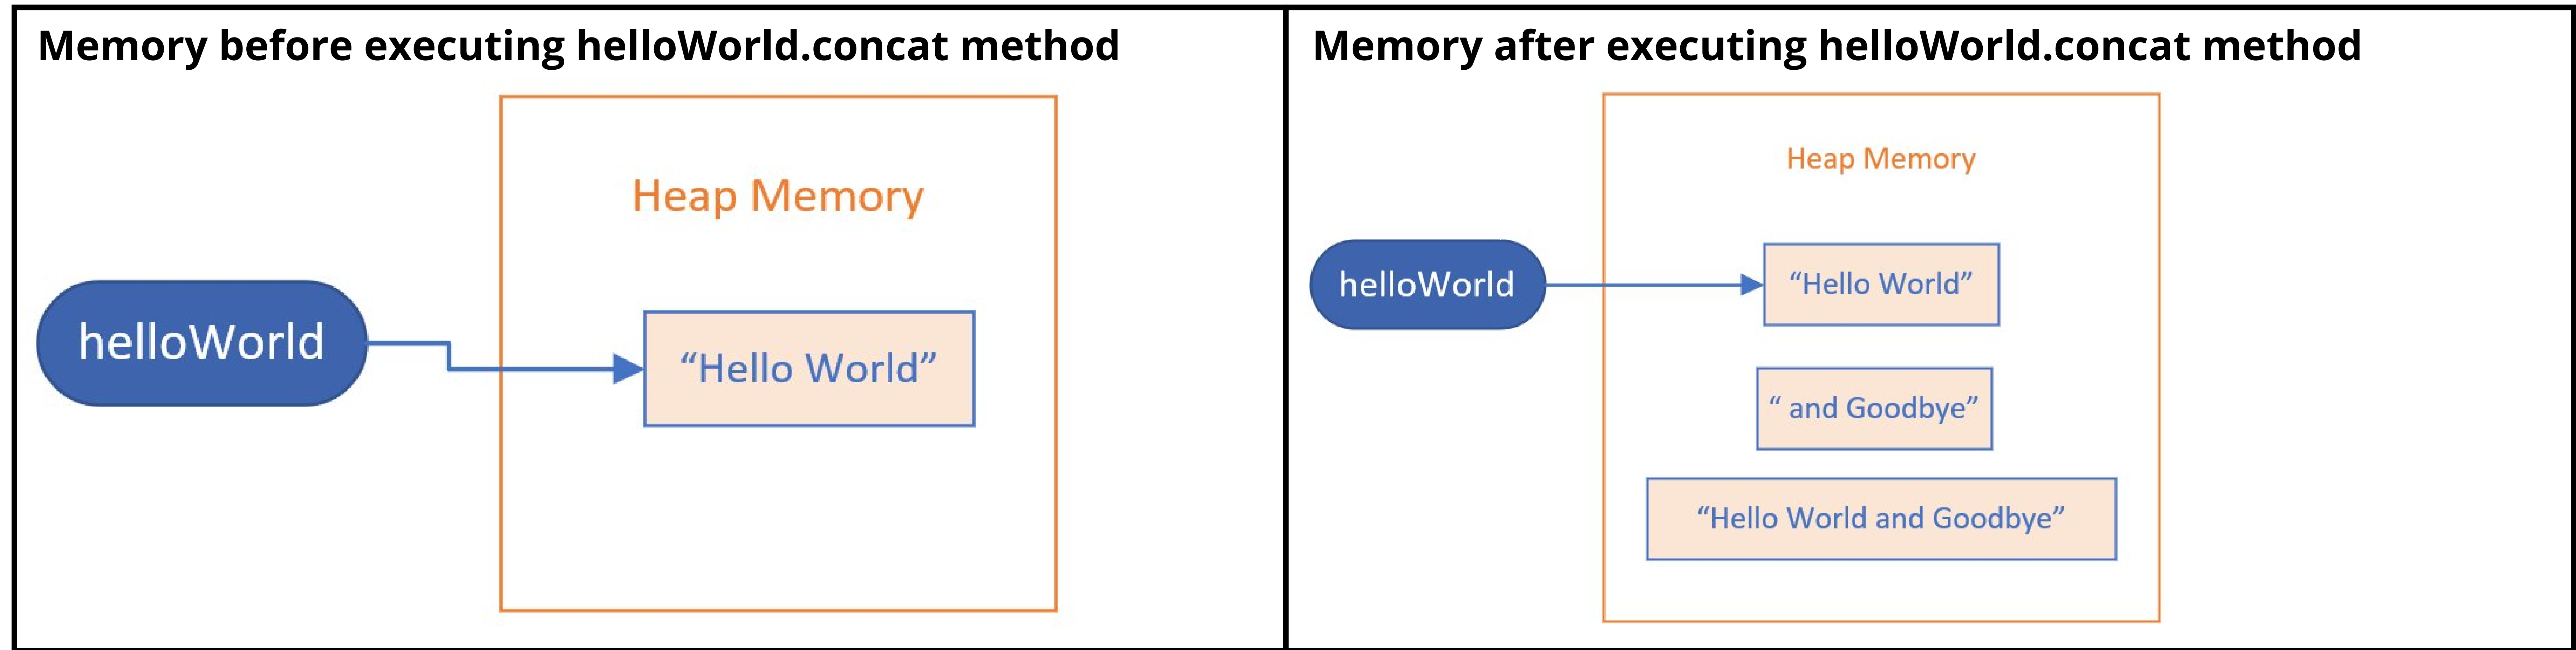 Memory before executing helloWorld.concat method
Heap Memory
helloWorld
“Hello World”
Memory after executing helloWorld.concat method
Heap Memory
helloWorld
“Hello World”
“ and Goodbye”
“Hello World and Goodbye”